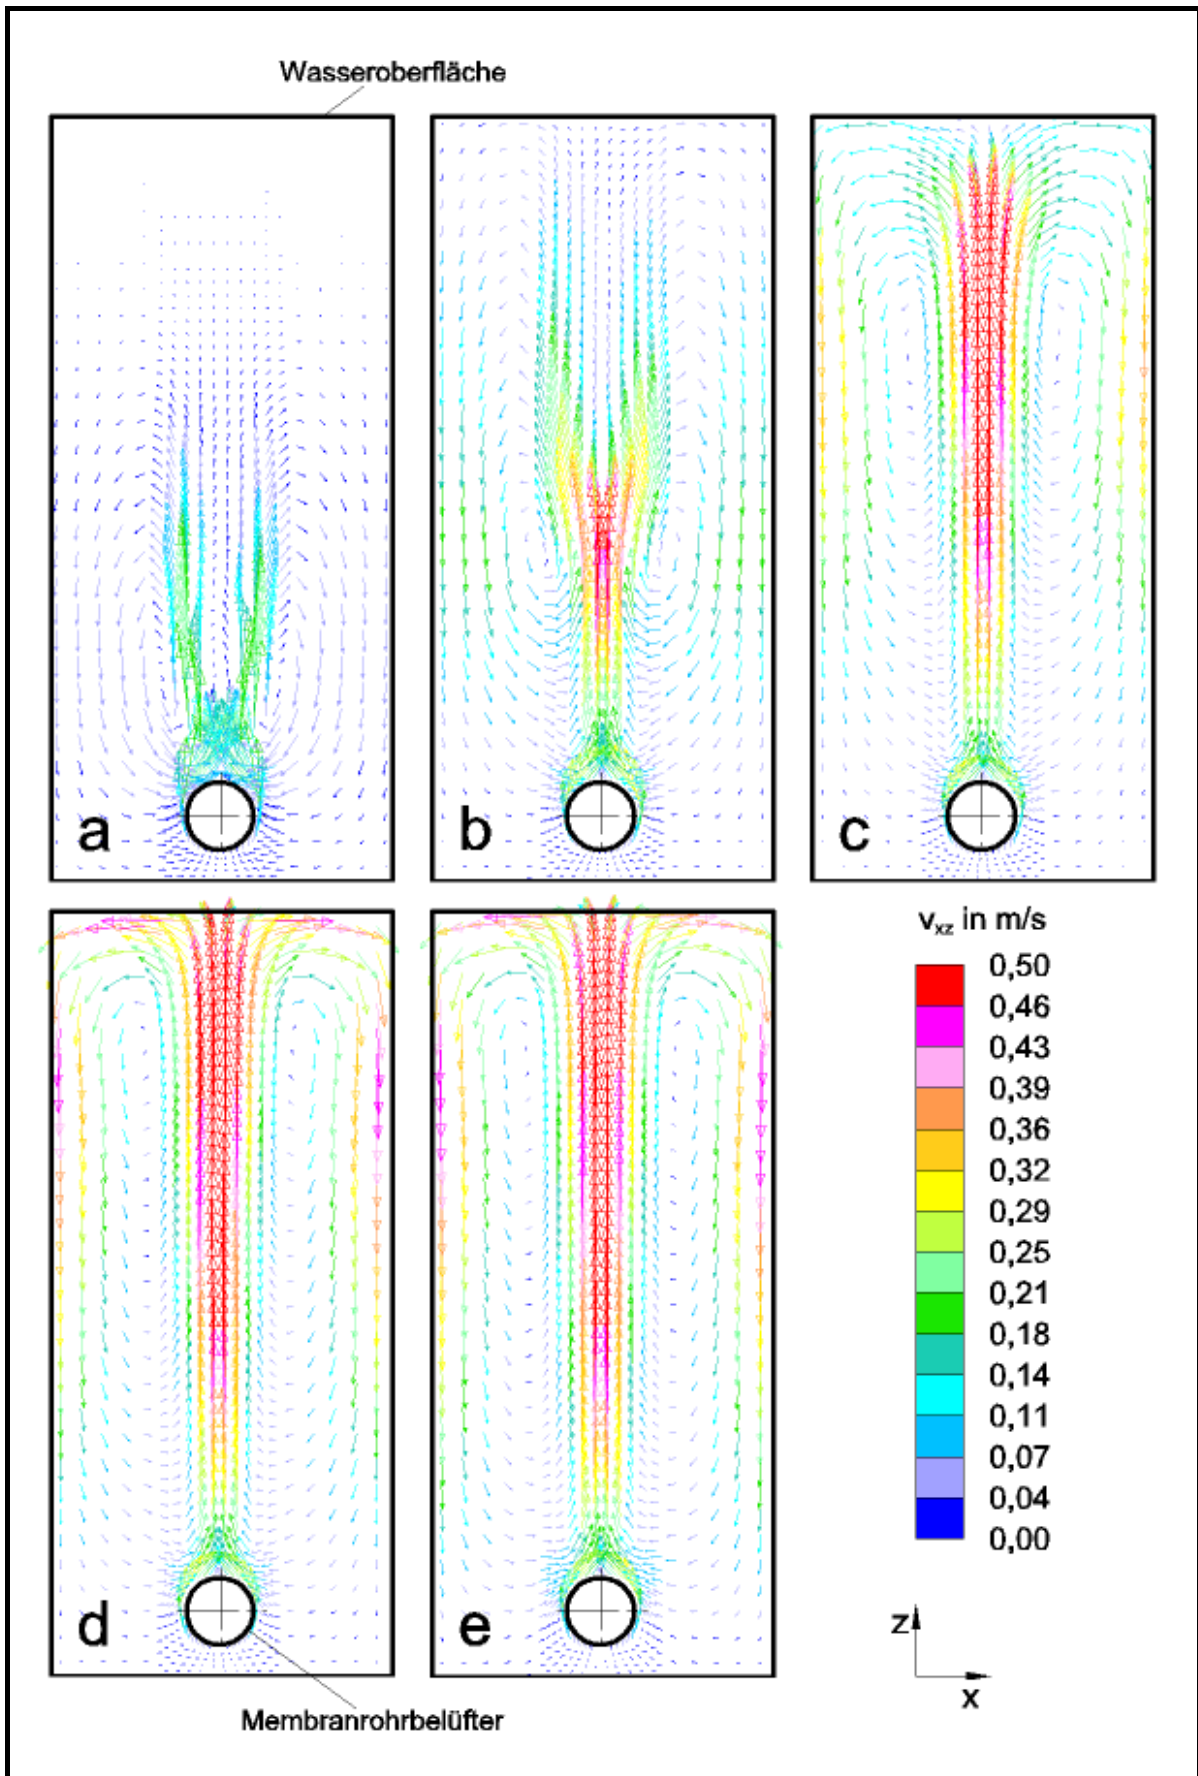 Wasseroberfläche
a
b
c
d
e
v_xz in m/s
0,50
0,46
0,43
0,39
0,36
0,32
0,29
0,25
0,21
0,18
0,14
0,11
0,07
0,04
0,00
z
x
Membranrohrbelüfter